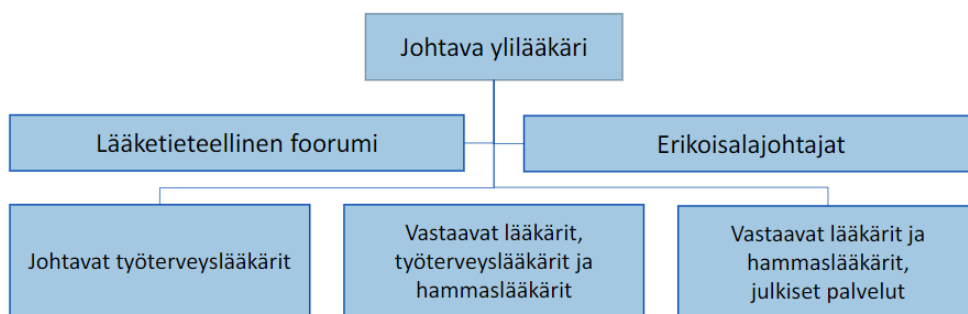 Johtava ylilääkäri
Lääketieteellinen foorumi
Erikoisalajohtajat
Johtavat työterveyslääkärit
Vastaavat lääkärit,
työterveyslääkärit ja
hammaslääkärit
Vastaavat lääkärit ja
hammaslääkärit,
julkiset palvelut